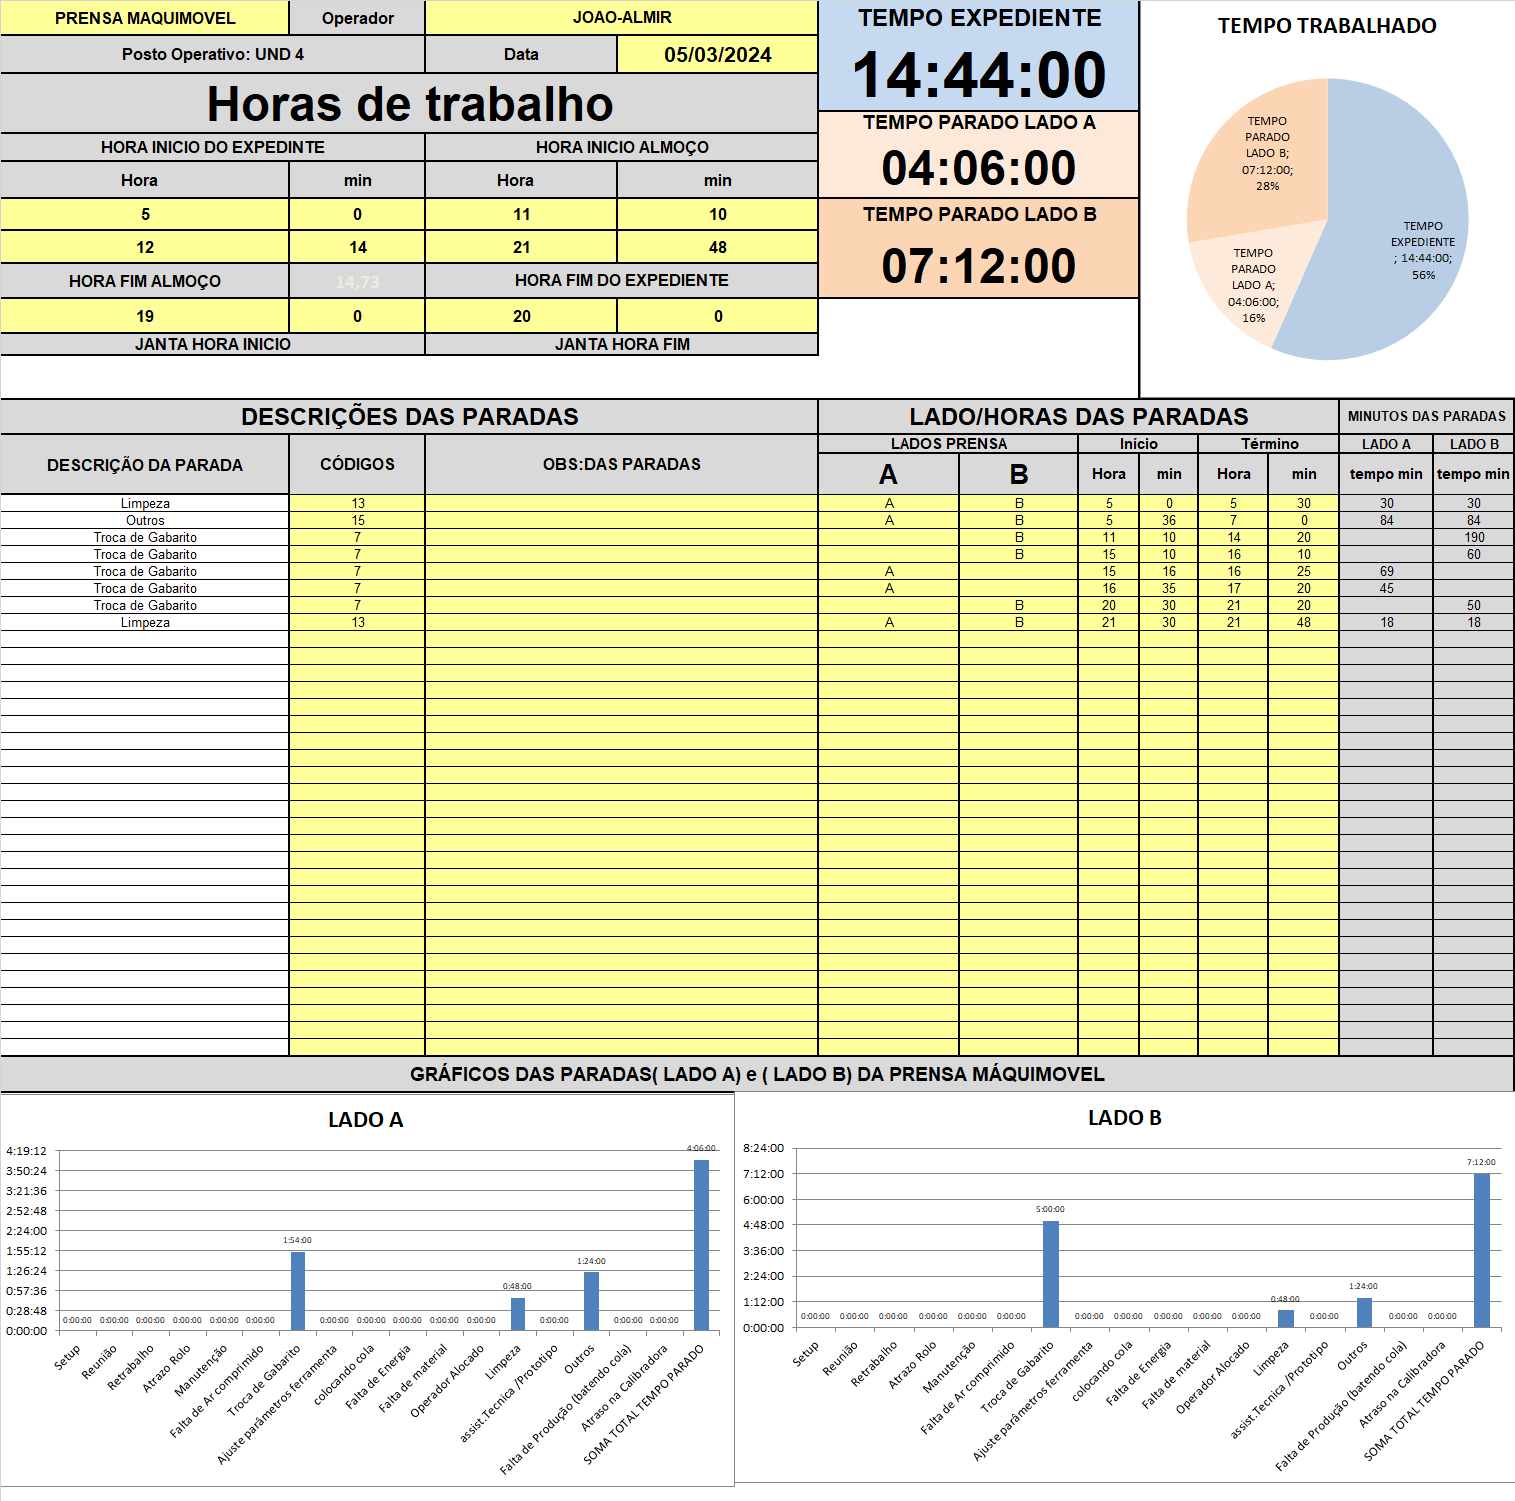 PRENSA MAQUIMOVEL Operador JOAO-ALMIR
Posto Operativo: UND 4 Data 05/03/2024
Horas de trabalho
HORA INICIO DO EXPEDINTE HORA INICIO ALMOÇO
Hora min Hora min
5 0 11 10
12 14 21 48
HORA FIM ALMOÇO 14,73 HORA FIM DO EXPEDIENTE
19 0 20 0
JANTA HORA INICIO JANTA HORA FIM
TEMPO EXPEDIENTE
14:44:00
TEMPO PARADO LADO A
04:06:00
TEMPO PARADO LADO B
07:12:00
TEMPO TRABALHADO
TEMPO
PARADO
LADO B;
07:12:00;
28%
TEMPO
EXPEDIENTE
; 14:44:00;
56%
TEMPO
PARADO
LADO A;
04:06:00;
16%
DESCRIÇÕES DAS PARADAS LADO/HORAS DAS PARADAS MINUTOS DAS PARADAS
DESCRIÇÃO DA PARADA CÓDIGOS OBS:DAS PARADAS LADOS PRENSA Início Término LADO A LADO B
A B Hora min Hora min tempo min tempo min
Limpeza 13 A B 5 0 5 30 30 30
Outros 15 A B 5 36 7 0 84 84
Troca de Gabarito 7 B 11 10 14 20 190
Troca de Gabarito 7 B 15 10 16 10 60
Troca de Gabarito 7 A 15 16 16 25 69
Troca de Gabarito 7 A 16 35 17 20 45
Troca de Gabarito 7 B 20 30 21 20 50
Limpeza 13 A B 21 30 21 48 18 18
GRÁFICOS DAS PARADAS( LADO A) e ( LADO B) DA PRENSA MÁQUIMOVEL
LADO A
4:19:12
3:50:24
3:21:36
2:52:48
2:24:00
1:55:12
1:26:24
0:57:36
0:28:48
0:00:00
0:00:00 0:00:00 0:00:00 0:00:00 0:00:00 0:00:00 1:54:00 0:00:00 0:00:00 0:00:00 0:00:00 0:00:00 0:48:00 0:00:00 1:24:00 0:00:00 0:00:00 4:06:00
Setup
Reunião
Retrabalho
Atrazo Rolo
Manutenção
Falta de Ar comprimido
Troca de Gabarito
Ajuste parâmetros ferramenta
colocando cola
Falta de Energia
Falta de material
Operador Alocado
Limpeza
assist.Tecnica /Prototipo
Outros
Falta de Produção (batendo cola)
Atraso na Calibradora
SOMA TOTAL TEMPO PARADO
LADO B
8:24:00
7:12:00
6:00:00
4:48:00
3:36:00
2:24:00
1:12:00
0:00:00
0:00:00 0:00:00 0:00:00 0:00:00 0:00:00 0:00:00 5:00:00 0:00:00 0:00:00 0:00:00 0:00:00 0:00:00 0:48:00 0:00:00 1:24:00 0:00:00 0:00:00 7:12:00
Setup
Reunião
Retrabalho
Atrazo Rolo
Manutenção
Falta de Ar comprimido
Troca de Gabarito
Ajuste parâmetros ferramenta
colocando cola
Falta de Energia
Falta de material
Operador Alocado
Limpeza
assist.Tecnica /Prototipo
Outros
Falta de Produção (batendo cola)
Atraso na Calibradora
SOMA TOTAL TEMPO PARADO